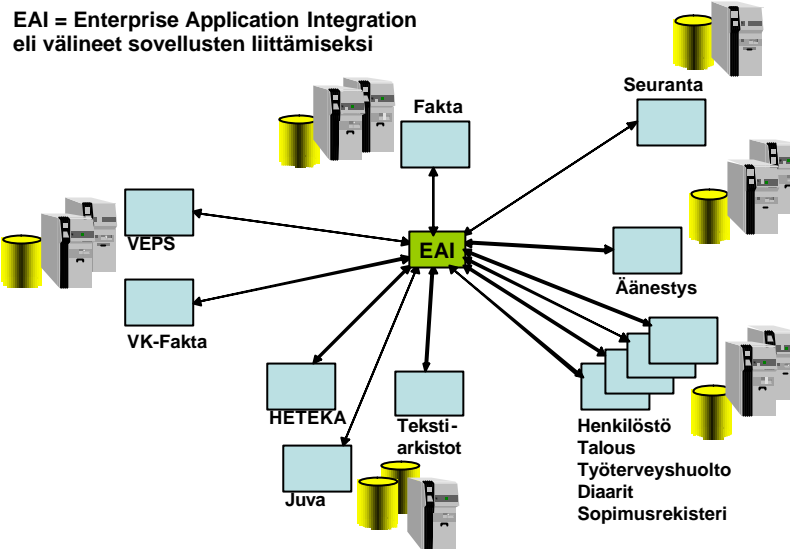 EAI = Enterprise Application Integration
eli välineet sovellusten liittämiseksi
Fakta
Seuranta
VEPS
EAI
Äänestys
VK-Fakta
HETEKA
Teksti-
arkistot
Juva
Henkilöstö
Talous
Työterveyshuolto
Diaarit
Sopimusrekisteri